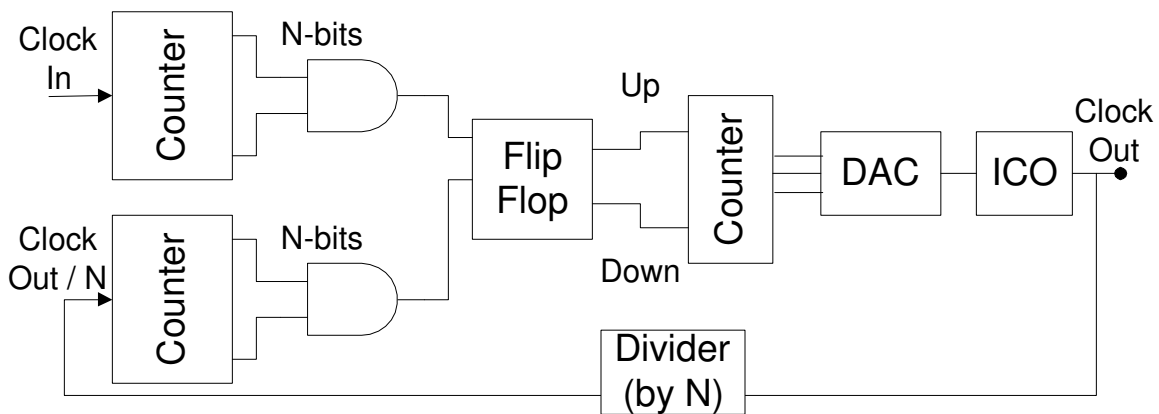 Clock
In
Counter
N-bits
Flip
Flop
Up
Down
Counter
DAC
ICO
Clock
Out
Clock
Out / N
Counter
N-bits
Divider
(by N)